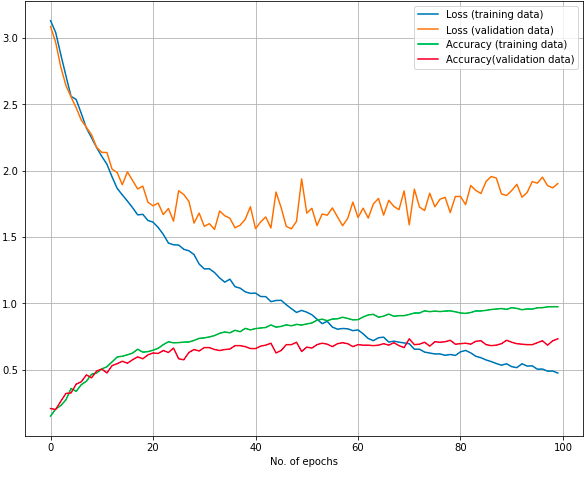 Loss (training data)
Loss (validation data)
Accuracy (training data)
Accuracy(validation data)
3.0
2.5
2.0
1.5
1.0
0.5
0 20 40 60 80 100
No. of epochs